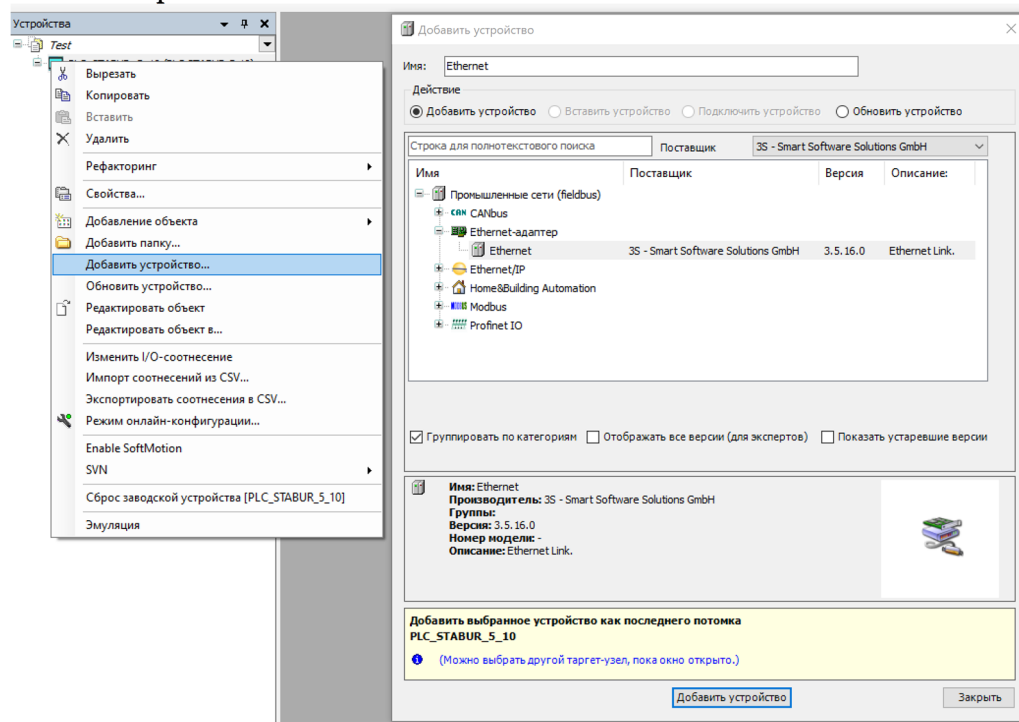 Устройства
Test
Вырезать
Копировать
Вставить
Удалить
Рефакторинг
Свойства...
Добавление объекта
Добавить папку...
Добавить устройство...
Обновить устройство...
Редактировать объект
Редактировать объект в...
Изменить I/O-соотнесение
Импорт соотнесений из CSV...
Экспортировать соотнесения в CSV...
Режим онлайн-конфигурации...
Enable SoftMotion
SVN
Сброс заводской устройства [PLC_STABUR_5_10]
Эмуляция
Добавить устройство
Имя: Ethernet
Действие
Добавить устройство Вставить устройство Подключить устройство Обновить устройство
Строка для полнотекстового поиска Поставщик 3S - Smart Software Solutions GmbH
Имя Поставщик Версия Описание:
Промышленные сети (fieldbus)
CAN CANbus
Ethernet-адаптер
Ethernet 3S - Smart Software Solutions GmbH 3.5.16.0 Ethernet Link.
Ethernet/IP
Home&Building Automation
Modbus
Profinet IO
Группировать по категориям Отображать все версии (для экспертов) Показать устаревшие версии
Имя: Ethernet
Производитель: 3S - Smart Software Solutions GmbH
Группы:
Версия: 3.5.16.0
Номер модели: -
Описание: Ethernet Link.
Добавить выбранное устройство как последнего потомка
PLC_STABUR_5_10
(Можно выбрать другой таргет-узел, пока окно открыто.)
Добавить устройство Закрыть